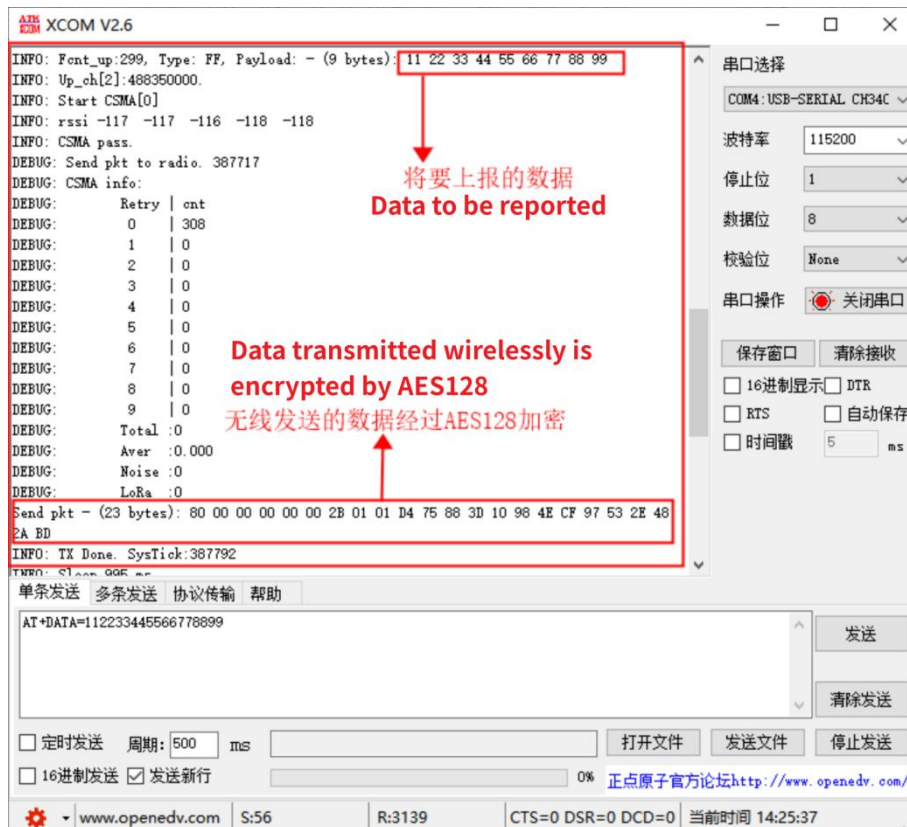 ATK XCOM XCOM V2.6
INFO: Fcnt_up:299, Type: FF, Payload: - (9 bytes): 11 22 33 44 55 66 77 88 99
INFO: Up_ch[2]:488350000.
INFO: Start CSMA[0]
INFO: rssi -117 -117 -116 -118 -118
INFO: CSMA pass.
DEBUG: Send pkt to radio. 387717
DEBUG: CSMA info:
DEBUG: Retry | cnt
DEBUG: 0 | 308
DEBUG: 1 | 0
DEBUG: 2 | 0
DEBUG: 3 | 0
DEBUG: 4 | 0
DEBUG: 5 | 0
DEBUG: 6 | 0
DEBUG: 7 | 0
DEBUG: 8 | 0
DEBUG: 9 | 0
DEBUG: Total :0
DEBUG: Aver :0.000
DEBUG: Noise :0
DEBUG: LoRa :0
Send pkt - (23 bytes): 80 00 00 00 00 00 2B 01 01 D4 75 88 3D 10 98 4E CF 97 53 2E 48
2A BD
INFO: TX Done. SysTick:387792
INFO: Sleep 995 ms
将要上报的数据
Data to be reported
Data transmitted wirelessly is
encrypted by AES128
无线发送的数据经过AES128加密
串口选择
COM4:USB-SERIAL CH340
波特率 115200
停止位 1
数据位 8
校验位 None
串口操作 关闭串口
保存窗口 清除接收
16进制显示 DTR
RTS 自动保存
时间戳 5 ms
单条发送 多条发送 协议传输 帮助
AT+DATA=112233445566778899
发送
清除发送
定时发送 周期: 500 ms 打开文件 发送文件 停止发送
16进制发送 发送新行 0% 正点原子官方论坛http://www.openedv.com/
www.openedv.com S:56 R:3139 CTS=0 DSR=0 DCD=0 当前时间 14:25:37